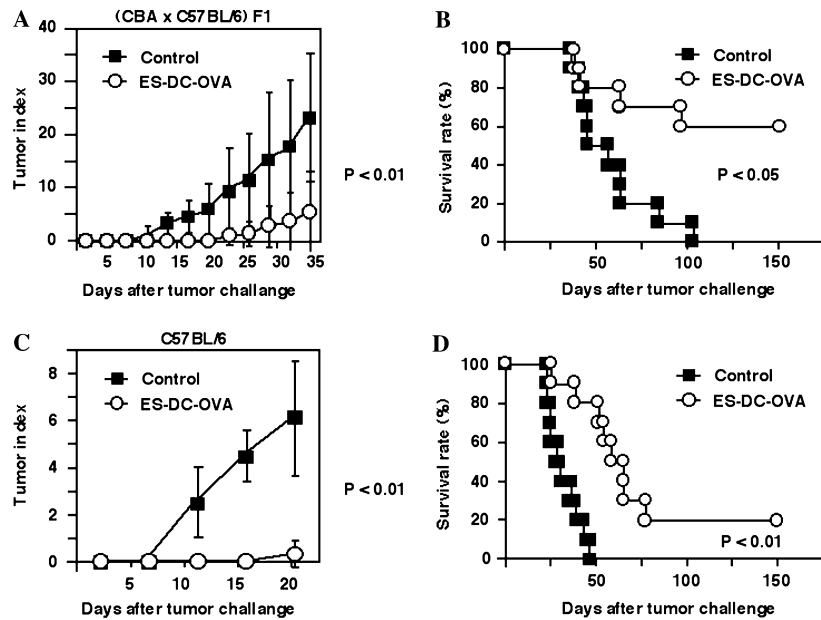 A
(CBA x C57BL/6) F1
40
30
20
10
0
Tumor index
Control
ES-DC-OVA
P < 0.01
0 5 10 15 20 25 30 35
Days after tumor challange
B
100
80
60
40
20
0
Survival rate (%)
Control
ES-DC-OVA
P < 0.05
50 100 150
Days after tumor challenge
C
C57BL/6
8
6
4
2
0
Tumor index
Control
ES-DC-OVA
P < 0.01
5 10 15 20
Days after tumor challange
D
100
80
60
40
20
0
Survival rate (%)
Control
ES-DC-OVA
P < 0.01
50 100 150
Days after tumor challenge